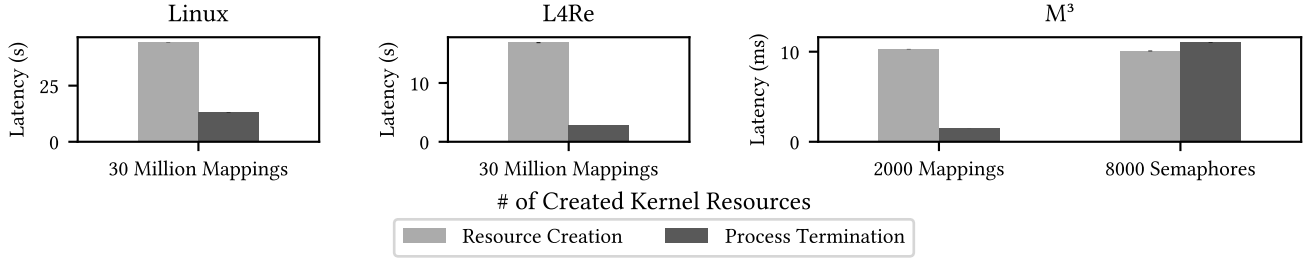 Linux
L4Re
M³
Latency (s)
25
0
30 Million Mappings
Latency (s)
10
0
30 Million Mappings
Latency (ms)
10
0
2000 Mappings
8000 Semaphores
# of Created Kernel Resources
Resource Creation
Process Termination